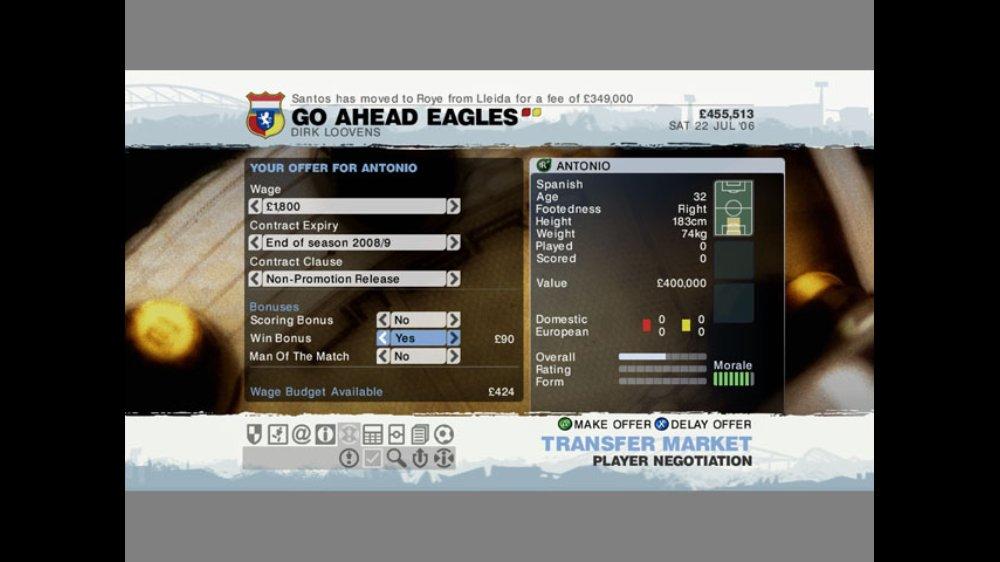 Santos has moved to Roye from Lleida for a fee of £349,000
GO AHEAD EAGLES
DIRK LOOVENS
£455,513
SAT 22 JUL '06
YOUR OFFER FOR ANTONIO
Wage
£1,800
Contract Expiry
End of season 2008/9
Contract Clause
Non-Promotion Release
Bonuses
Scoring Bonus No
Win Bonus Yes £90
Man Of The Match No
Wage Budget Available £424
ANTONIO
Spanish
Age 32
Footedness Right
Height 183cm
Weight 74kg
Played 0
Scored 0
Value £400,000
Domestic 0 0
European 0 0
Overall
Rating
Form
Morale
MAKE OFFER DELAY OFFER
TRANSFER MARKET
PLAYER NEGOTIATION